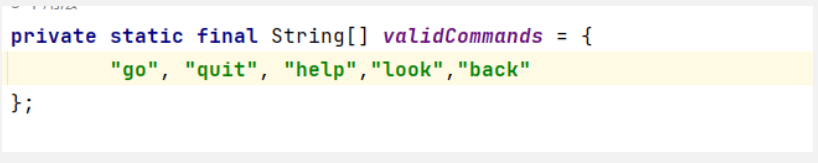 private static final String[] validCommands = {
        "go", "quit", "help","look","back"
};